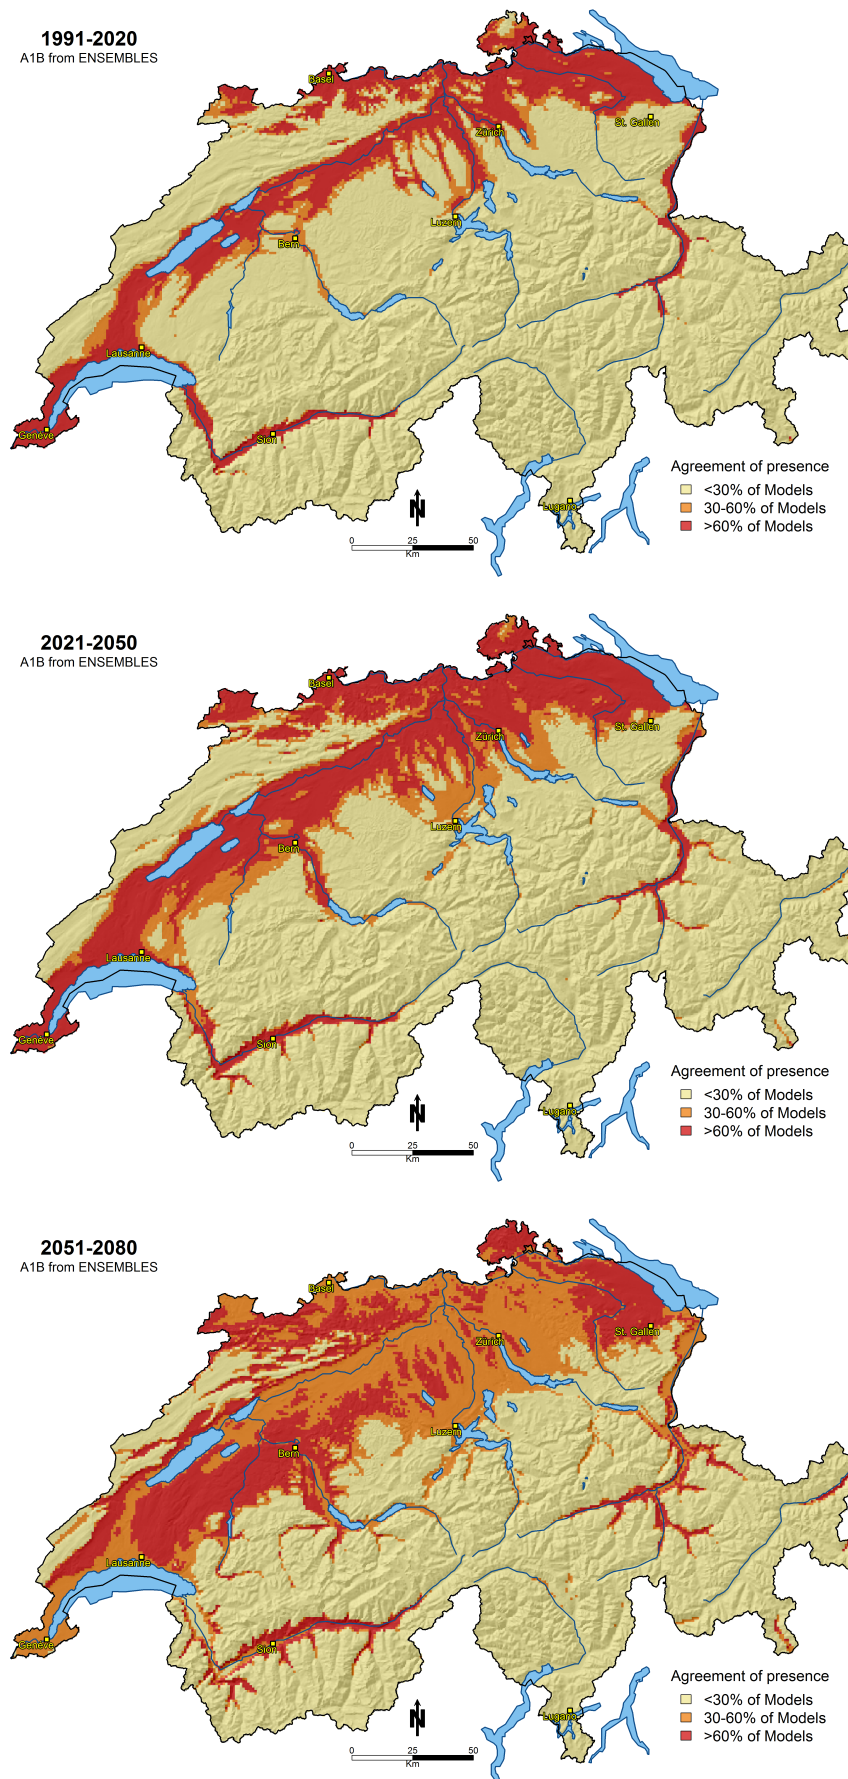 1991-2020
A1B from ENSEMBLES
Basel
Zürich
St. Gallen
Luzern
Bern
Lausanne
Genève
Sion
Lugano
Agreement of presence
<30% of Models
30-60% of Models
>60% of Models
N
0 25 50
Km
2021-2050
A1B from ENSEMBLES
Basel
Zürich
St. Gallen
Luzern
Bern
Lausanne
Genève
Sion
Lugano
Agreement of presence
<30% of Models
30-60% of Models
>60% of Models
N
0 25 50
Km
2051-2080
A1B from ENSEMBLES
Basel
Zürich
St. Gallen
Luzern
Bern
Lausanne
Genève
Sion
Lugano
Agreement of presence
<30% of Models
30-60% of Models
>60% of Models
N
0 25 50
Km